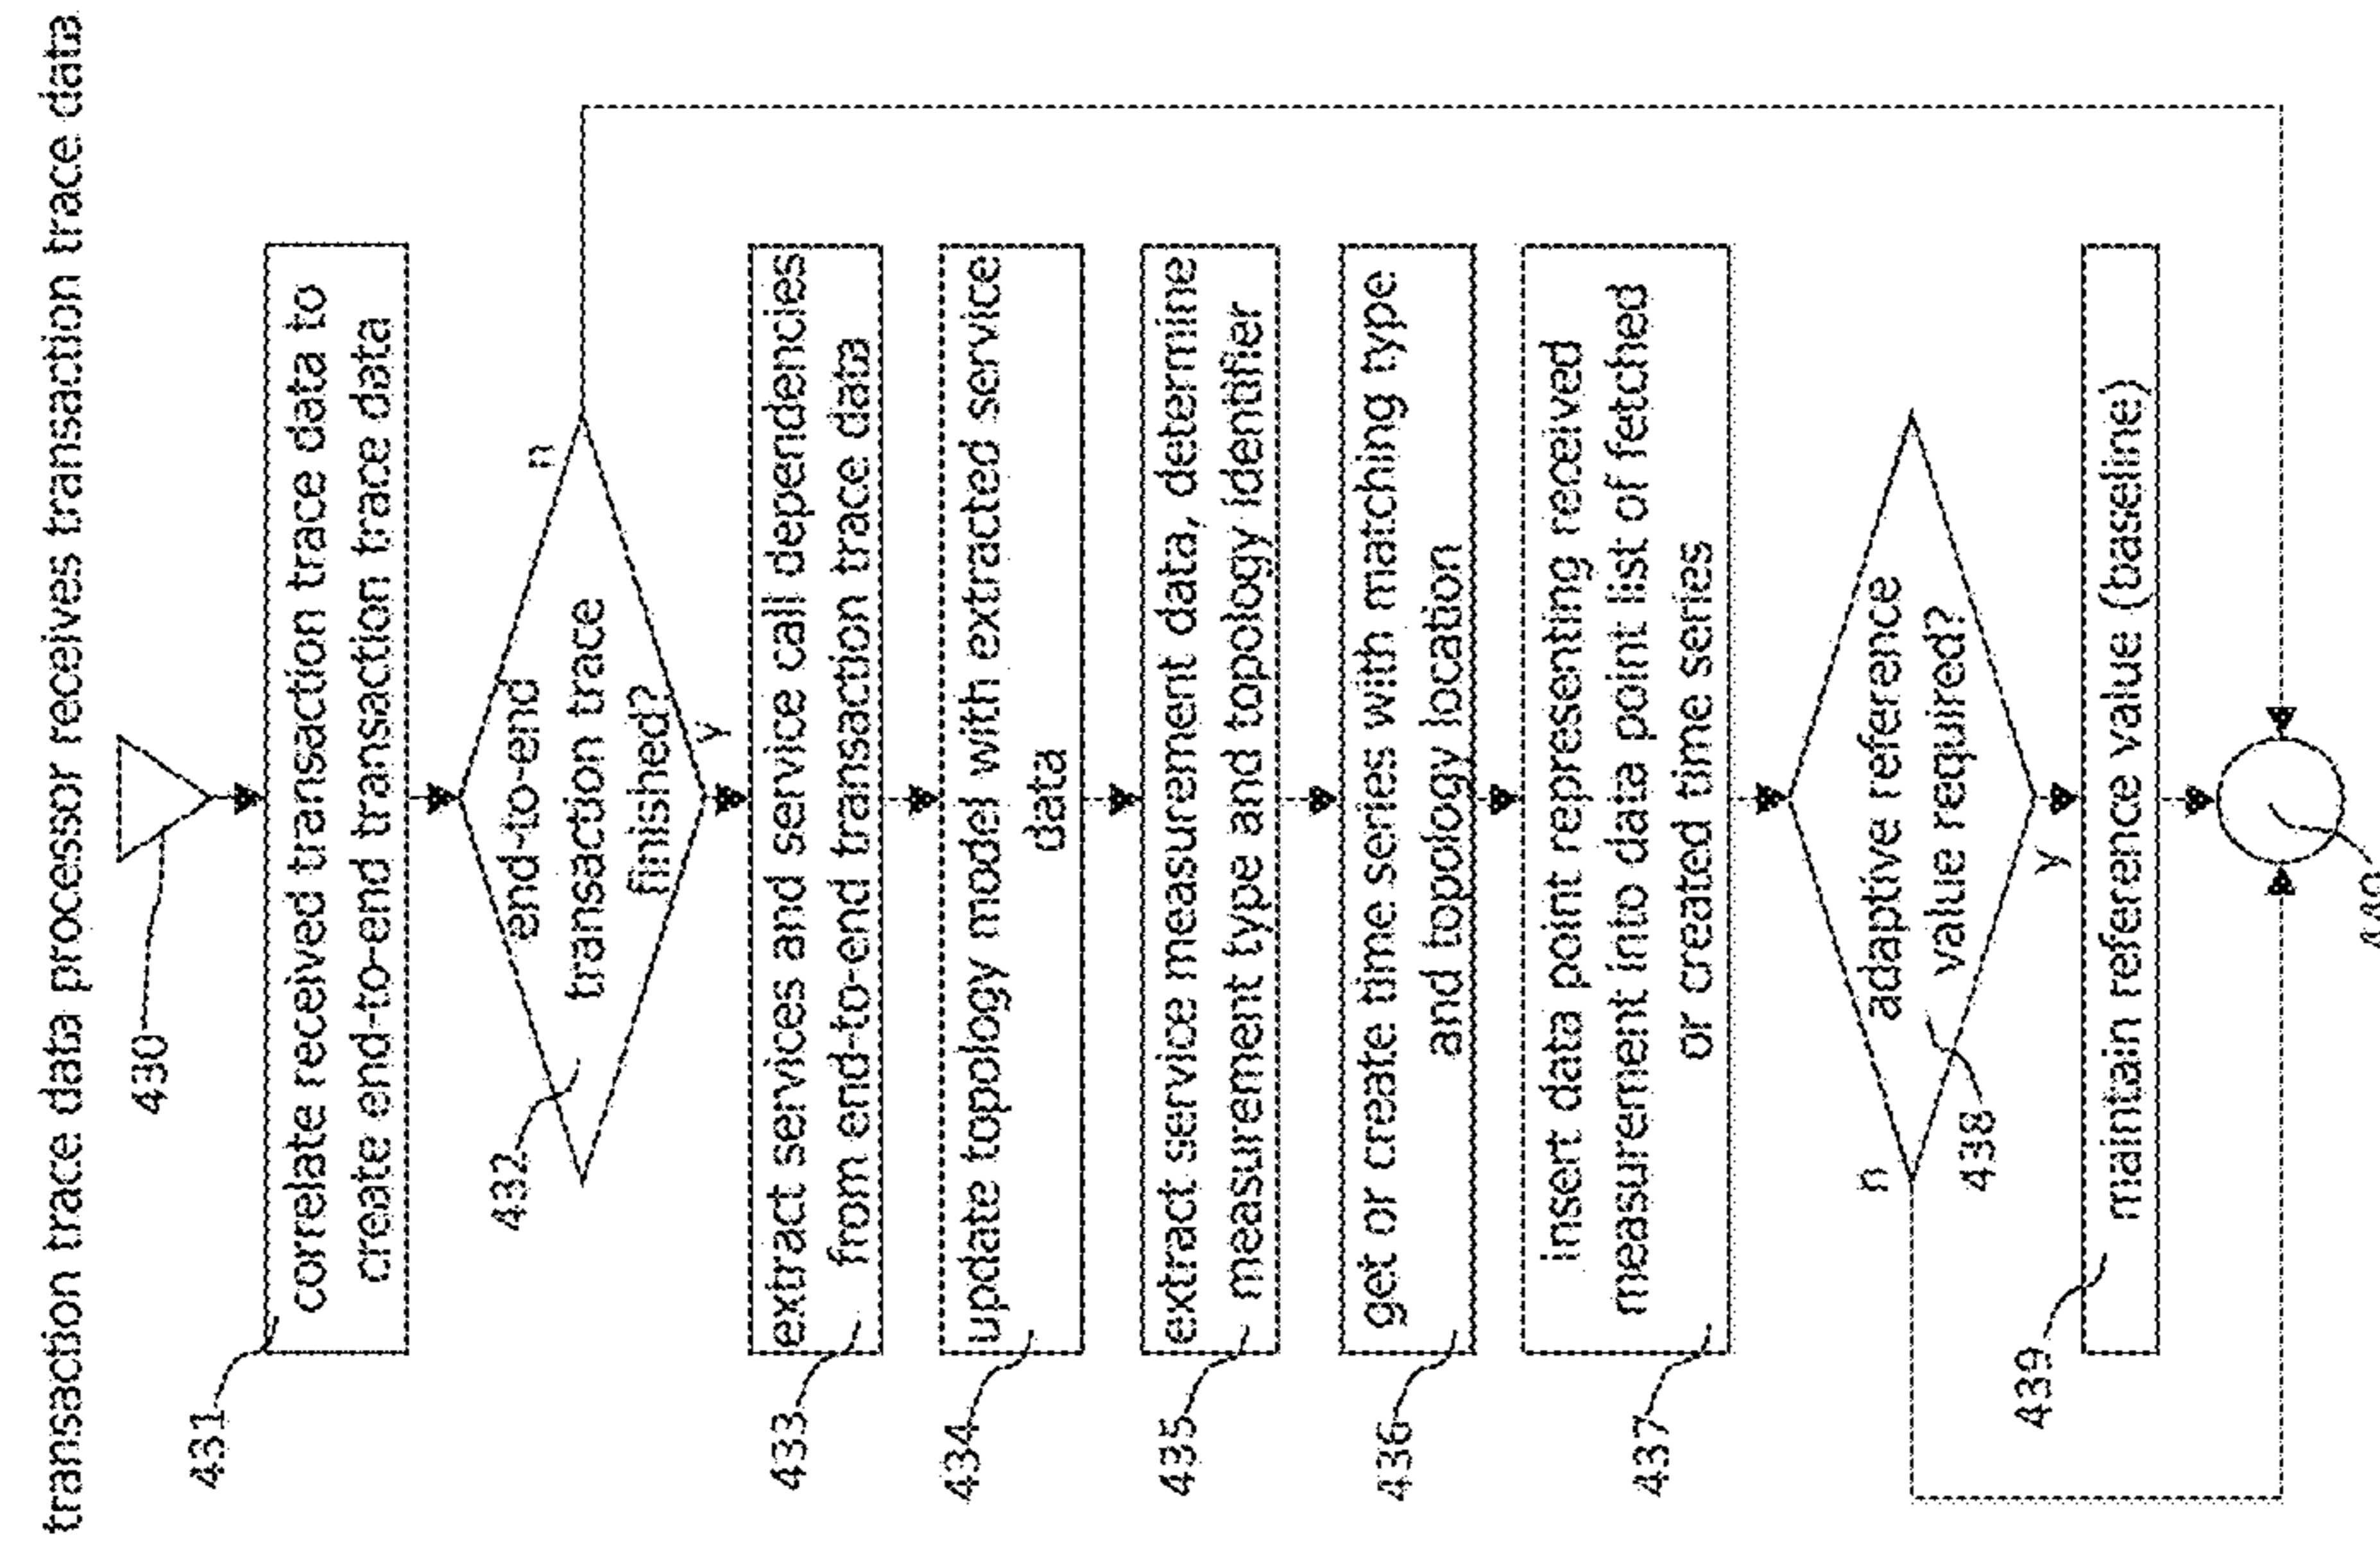 transaction trace data processor receives transaction trace data
430
431
correlate received transaction trace data to
create end-to-end transaction trace data
432
end-to-end
transaction trace
finished?
n
y
433
extract services and service call dependencies
from end-to-end transaction trace data
434
update topology model with extracted service
data
435
extract service measurement data, determine
measurement type and topology identifier
436
get or create time series with matching type
and topology location
437
insert data point representing received
measurement into data point list of fetched
or created time series
438
adaptive reference
value required?
n
y
439
maintain reference value (baseline)